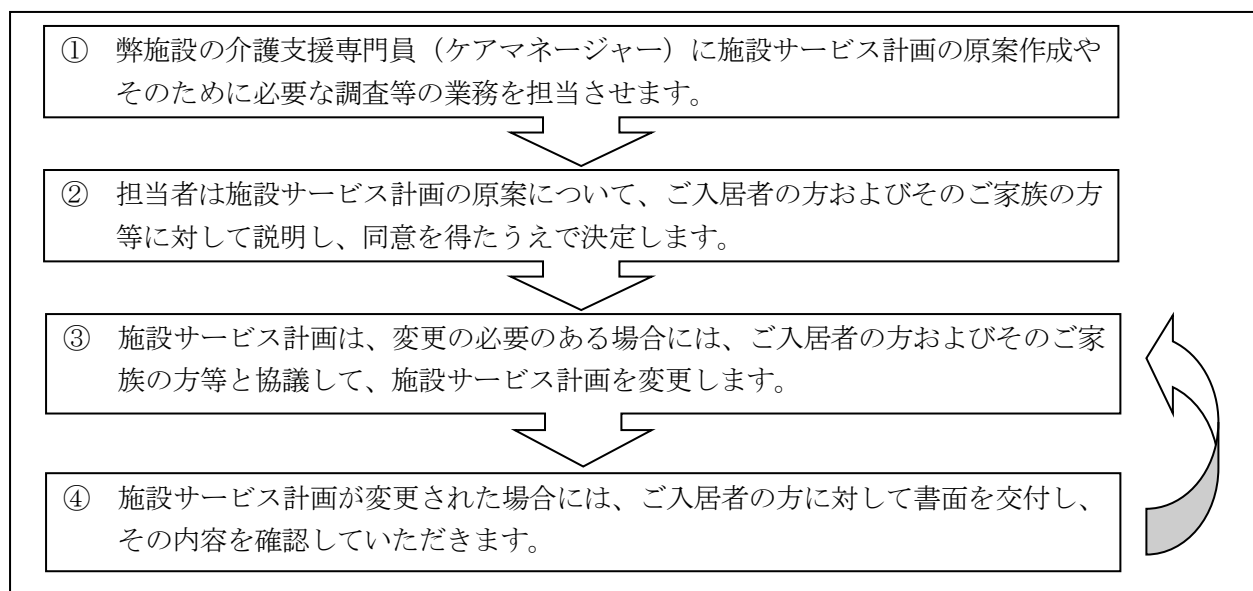 ① 弊施設の介護支援専門員（ケアマネージャー）に施設サービス計画の原案作成や
そのために必要な調査等の業務を担当させます。
② 担当者は施設サービス計画の原案について、ご入居者の方およびそのご家族の方
等に対して説明し、同意を得たうえで決定します。
③ 施設サービス計画は、変更の必要のある場合には、ご入居者の方およびそのご家
族の方等と協議して、施設サービス計画を変更します。
④ 施設サービス計画が変更された場合には、ご入居者の方に対して書面を交付し、
その内容を確認していただきます。